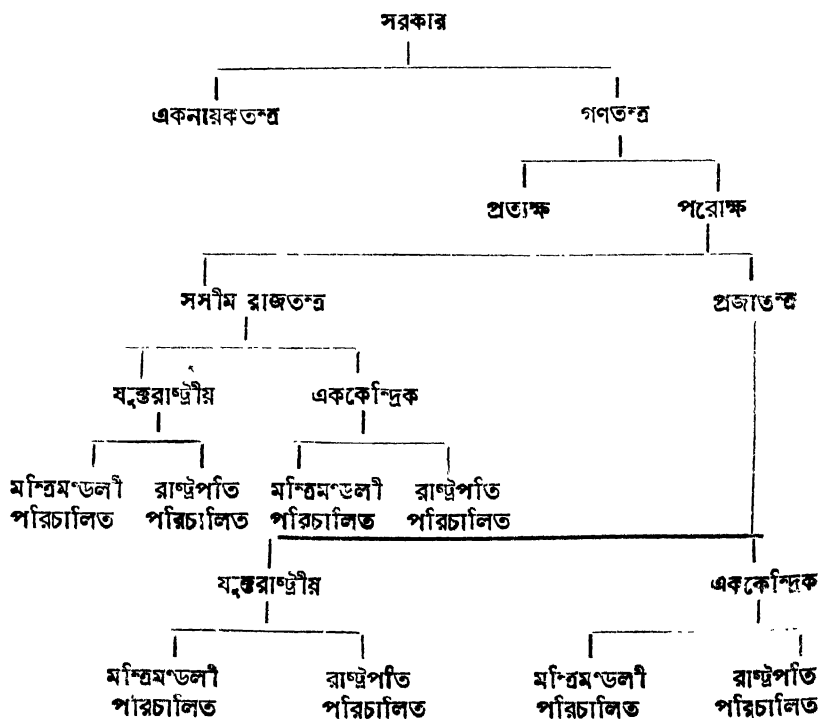 সরকার
একনায়কতন্ত্র গণতন্ত্র
প্রত্যক্ষ পরোক্ষ
সসীম রাজতন্ত্র প্রজাতন্ত্র
যুক্তরাষ্ট্রীয় এককেন্দ্রিক
মন্ত্রিমণ্ডলী রাষ্ট্রপতি মন্ত্রিমণ্ডলী রাষ্ট্রপতি
পরিচালিত পরিচালিত পরিচালিত পরিচালিত
যুক্তরাষ্ট্রীয় এককেন্দ্রিক
মন্ত্রিমণ্ডলী রাষ্ট্রপতি মন্ত্রিমণ্ডলী রাষ্ট্রপতি
পরিচালিত পরিচালিত পরিচালিত পরিচালিত